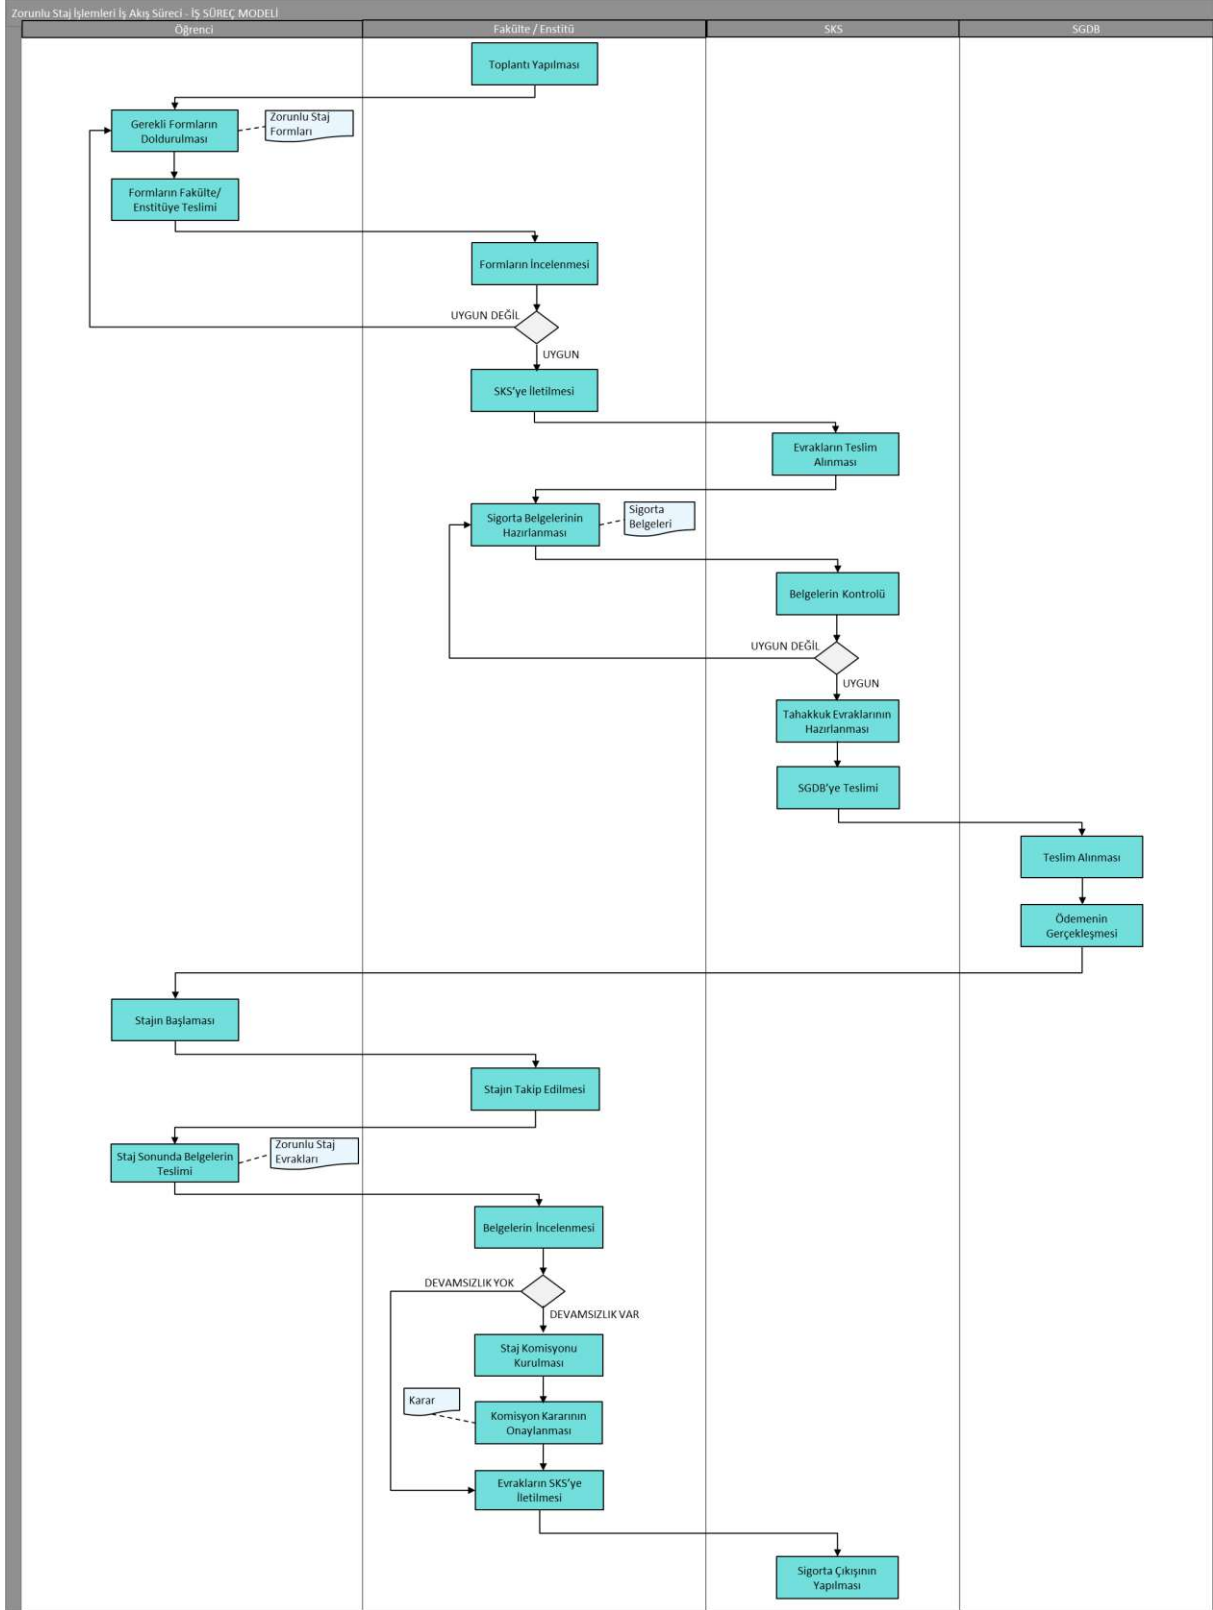 Zorunlu Staj İşlemleri İş Akış Süreci - İŞ SÜREÇ MODELİ
Öğrenci
Fakülte / Enstitü
SKS
SGDB
Toplantı Yapılması
Gerekli Formların
Doldurulması
Zorunlu Staj
Formları
Formların Fakülte/
Enstitüye Teslimi
Formların İncelenmesi
UYGUN DEĞİL
UYGUN
SKS'ye İletilmesi
Evrakların Teslim
Alınması
Sigorta Belgelerinin
Hazırlanması
Sigorta
Belgeleri
Belgelerin Kontrolü
UYGUN DEĞİL
UYGUN
Tahakkuk Evraklarının
Hazırlanması
SGDB'ye Teslimi
Teslim Alınması
Ödemenin
Gerçekleşmesi
Stajın Başlaması
Stajın Takip Edilmesi
Staj Sonunda Belgelerin
Teslimi
Zorunlu Staj
Evrakları
Belgelerin İncelenmesi
DEVAMSIZLIK YOK
DEVAMSIZLIK VAR
Staj Komisyonu
Kurulması
Karar
Komisyon Kararının
Onaylanması
Evrakların SKS'ye
İletilmesi
Sigorta Çıkışının
Yapılması